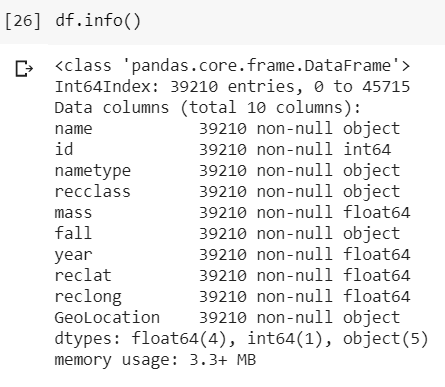 [26] df.info()
<class 'pandas.core.frame.DataFrame'>
Int64Index: 39210 entries, 0 to 45715
Data columns (total 10 columns):
name           39210 non-null object
id             39210 non-null int64
nametype       39210 non-null object
recclass       39210 non-null object
mass           39210 non-null float64
fall           39210 non-null object
year           39210 non-null float64
reclat         39210 non-null float64
reclong        39210 non-null float64
GeoLocation    39210 non-null object
dtypes: float64(4), int64(1), object(5)
memory usage: 3.3+ MB